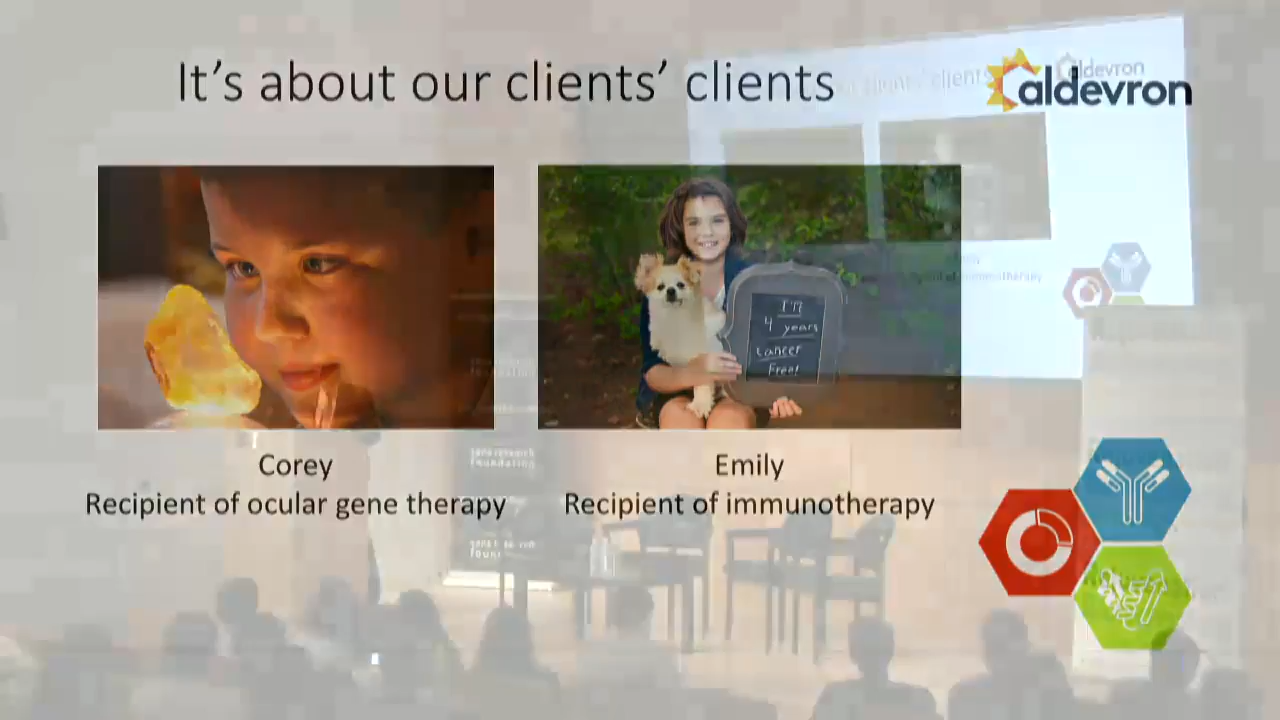 It's about our clients' clients
aldevron
I'm
4 years
Cancer
Free!
Corey
Recipient of ocular gene therapy
Emily
Recipient of immunotherapy